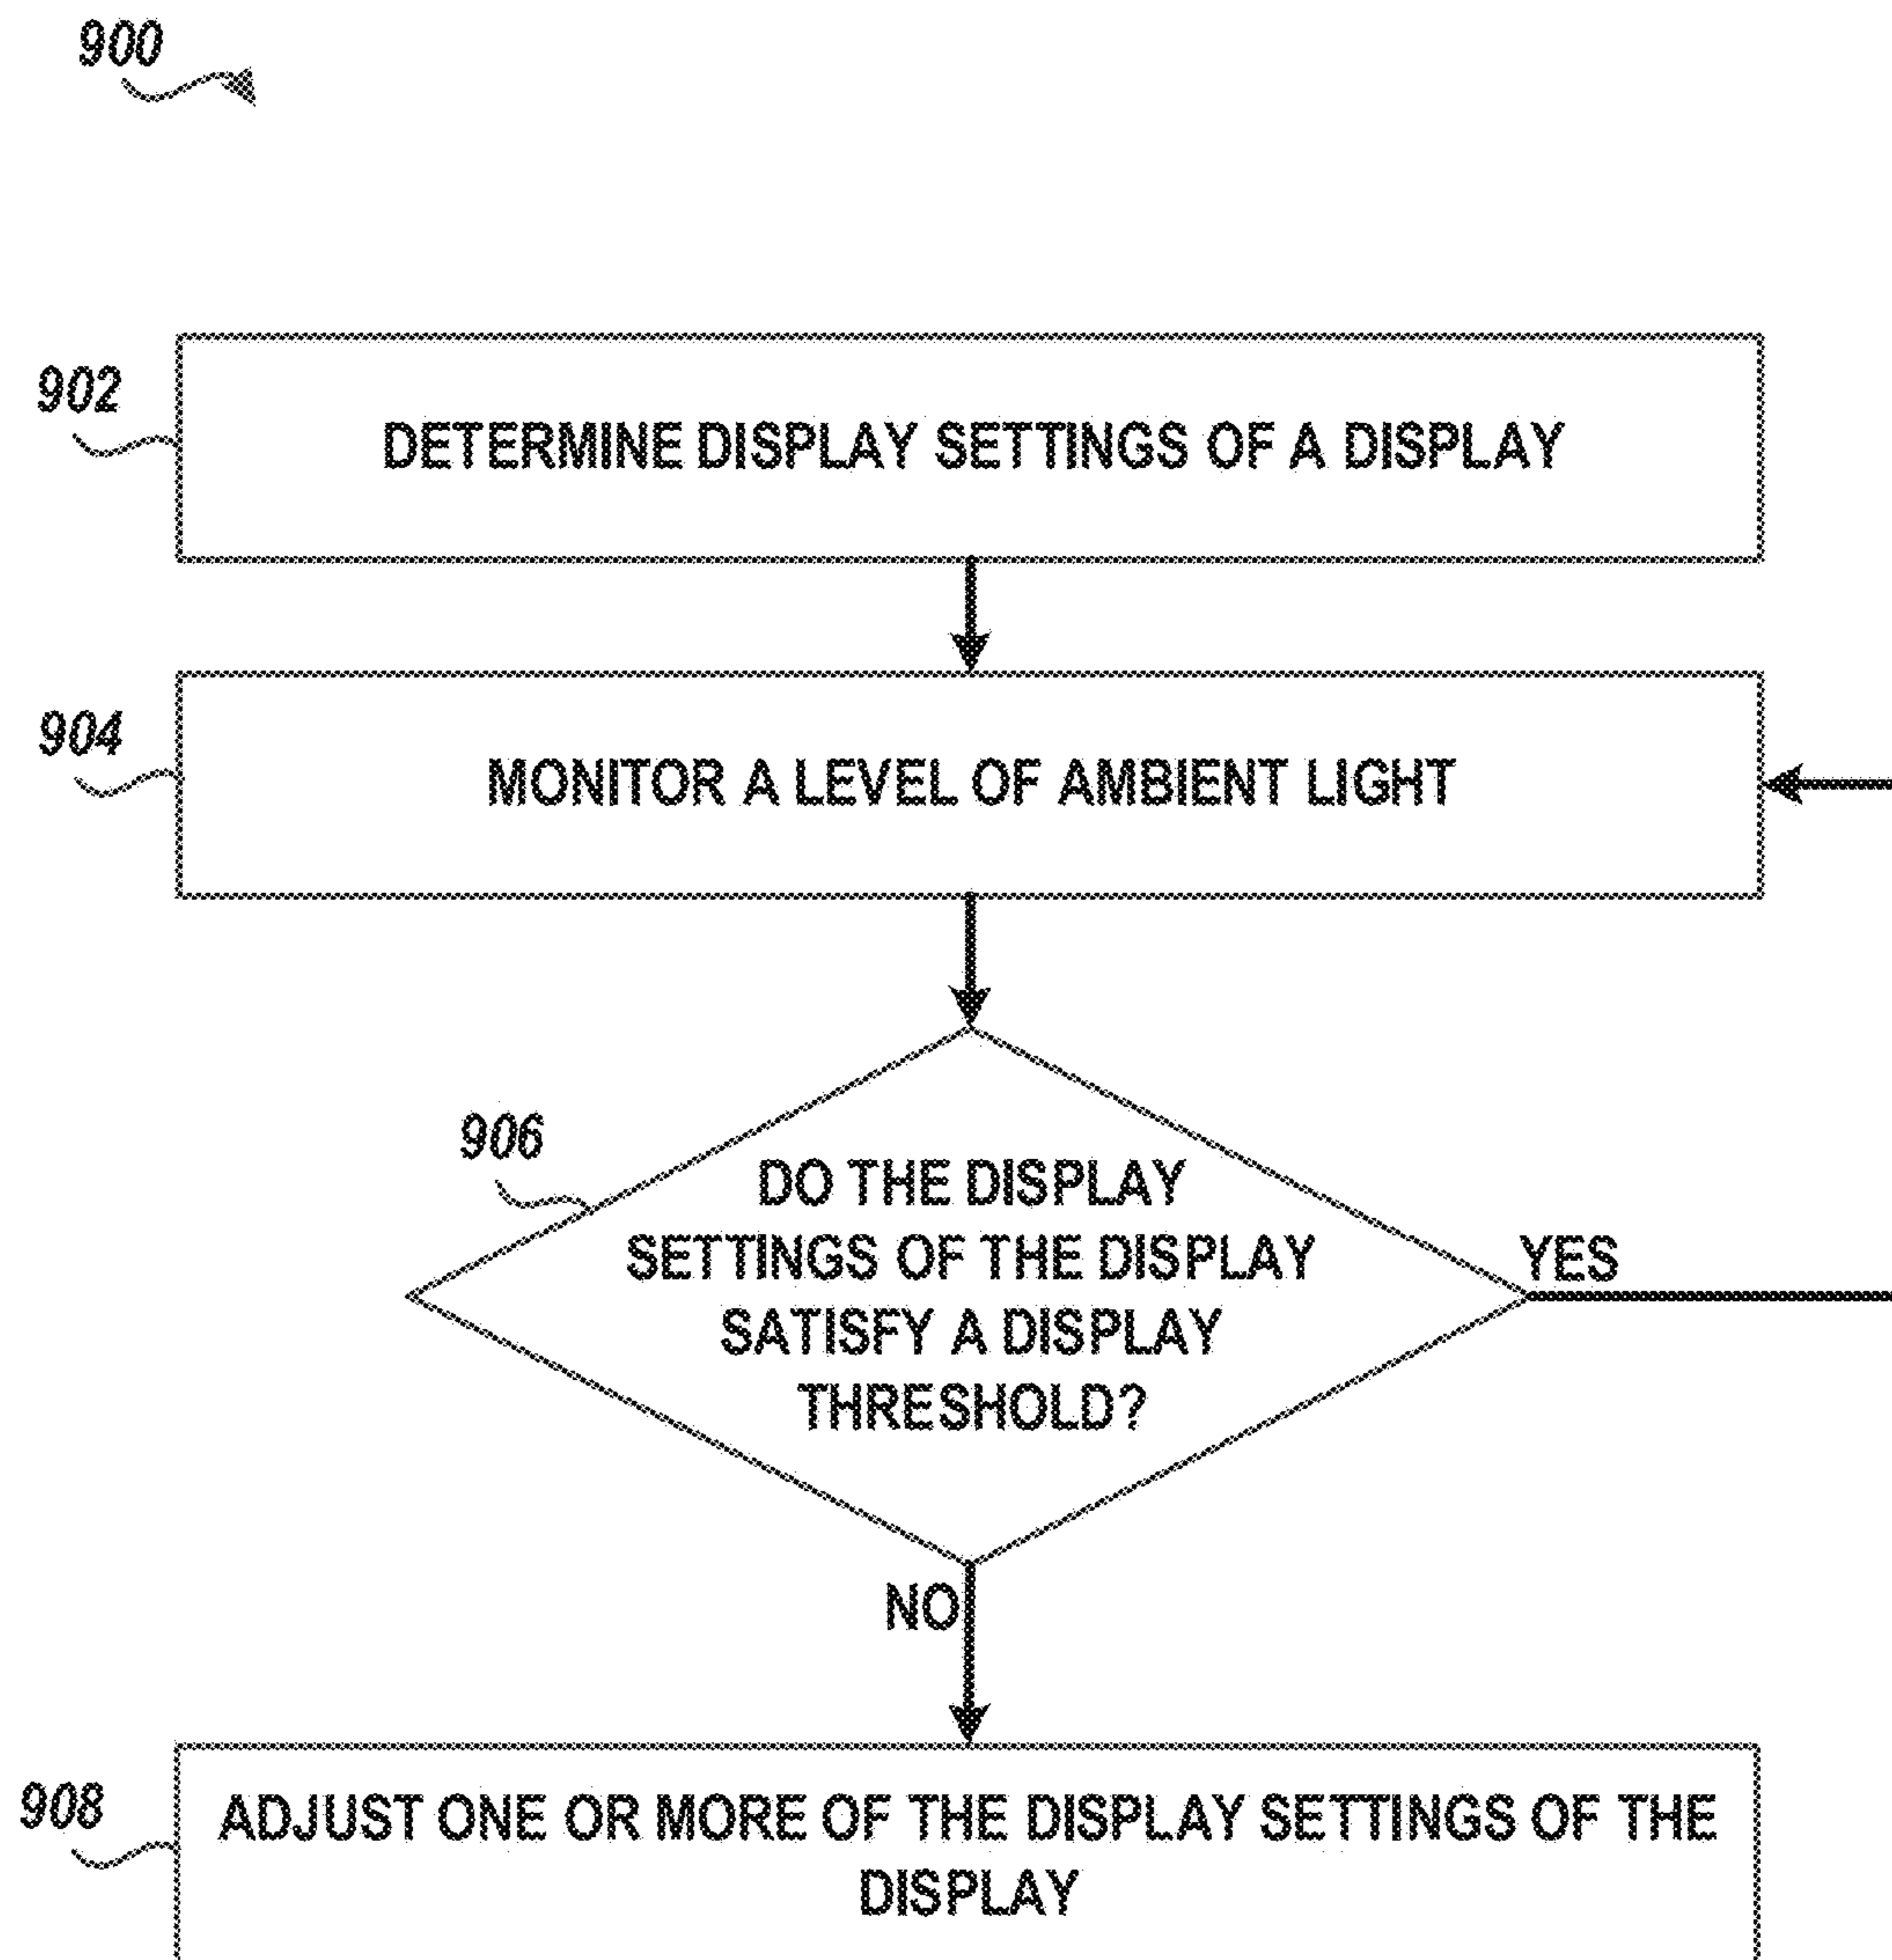 900
902
DETERMINE DISPLAY SETTINGS OF A DISPLAY
904
MONITOR A LEVEL OF AMBIENT LIGHT
906
DO THE DISPLAY
SETTINGS OF THE DISPLAY
SATISFY A DISPLAY
THRESHOLD?
YES
NO
908
ADJUST ONE OR MORE OF THE DISPLAY SETTINGS OF THE
DISPLAY